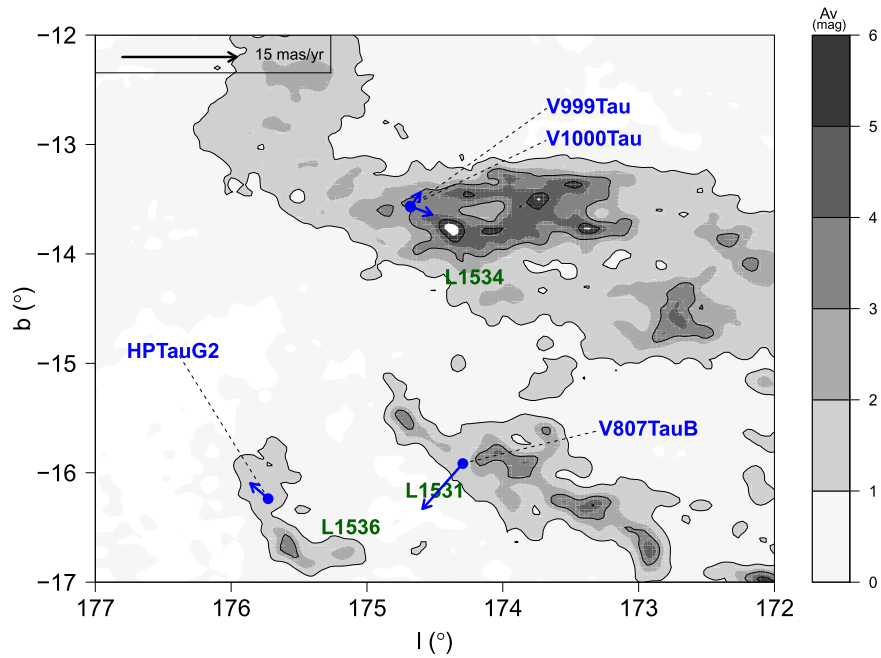 Av
(mag)
−12
−13
−14
−15
−16
−17
b (°)
15 mas/yr
V999Tau
V1000Tau
L1534
HPTauG2
V807TauB
L1531
L1536
177
176
175
174
173
172
l (°)
6
5
4
3
2
1
0